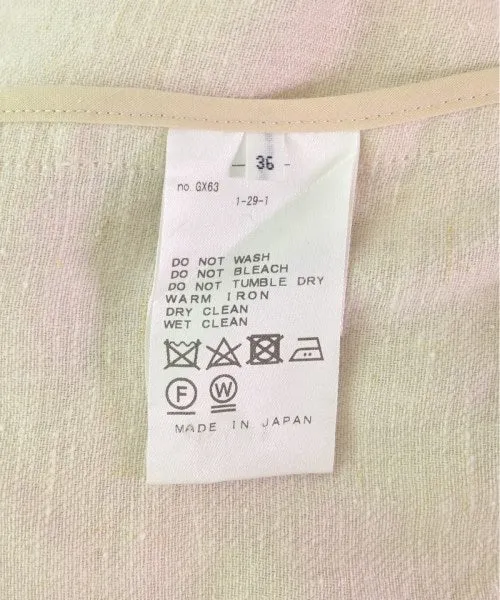 36
no. GX63
1-29-1
DO NOT WASH
DO NOT BLEACH
DO NOT TUMBLE DRY
WARM IRON
DRY CLEAN
WET CLEAN
F W
MADE IN JAPAN